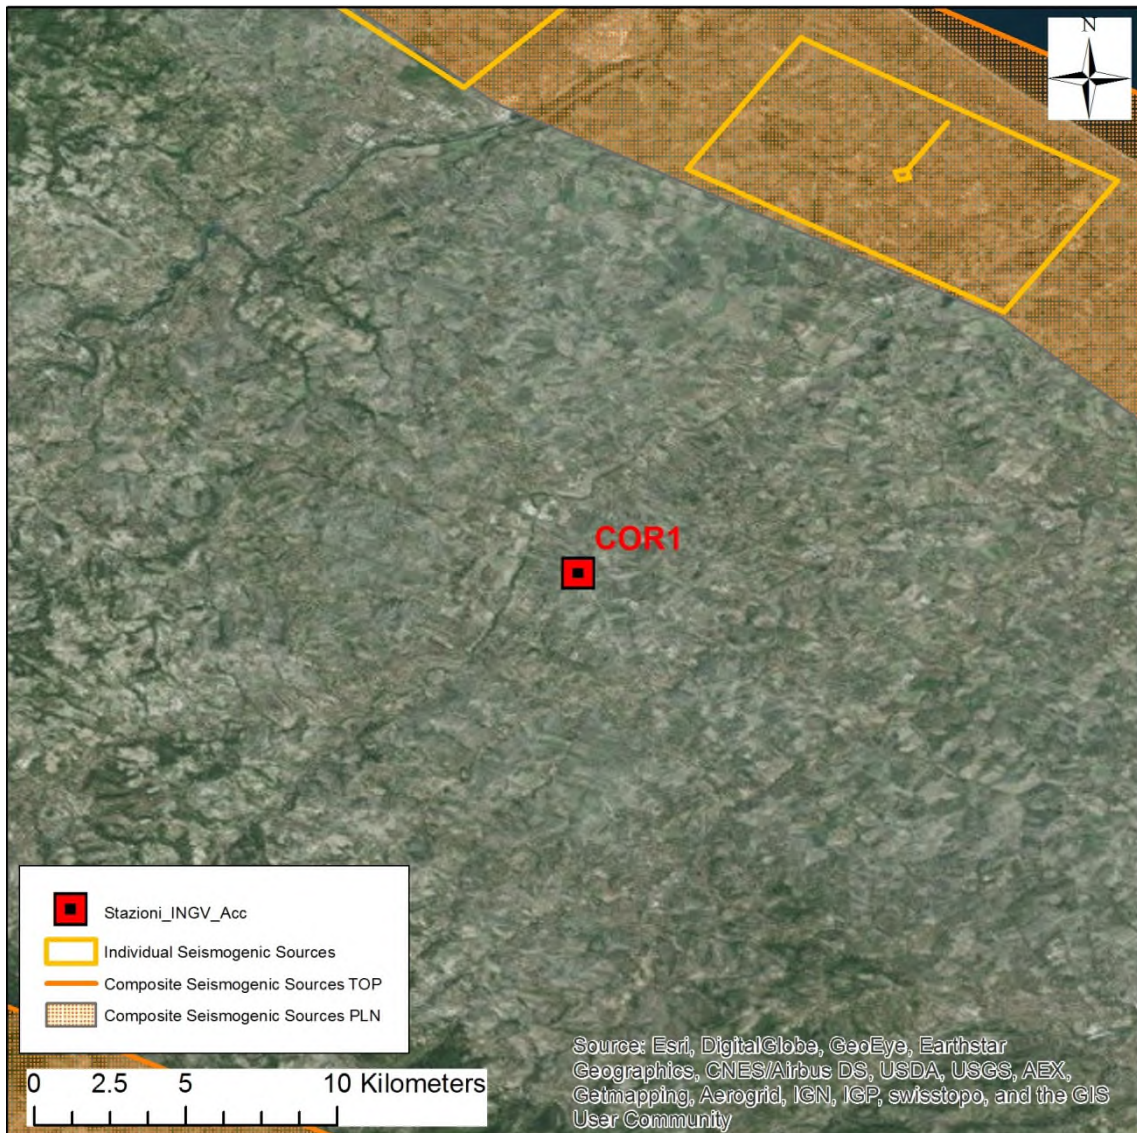 N
COR1
Stazioni_INGV_Acc
Individual Seismogenic Sources
Composite Seismogenic Sources TOP
Composite Seismogenic Sources PLN
0 2.5 5 10 Kilometers
Source: Esri, DigitalGlobe, GeoEye, Earthstar
Geographics, CNES/Airbus DS, USDA, USGS, AEX,
Getmapping, Aerogrid, IGN, IGP, swisstopo, and the GIS
User Community